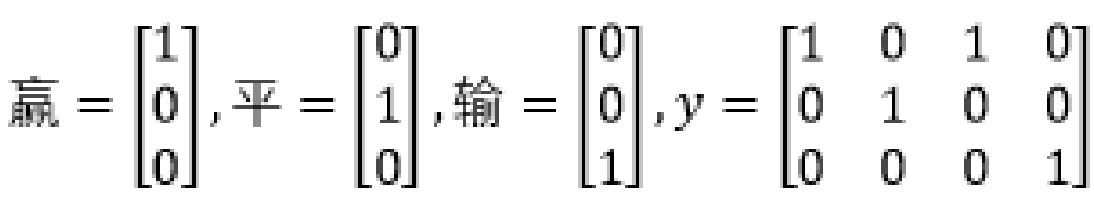 赢 = [1 0 0], 平 = [0 1 0], 输 = [0 0 1], y = [1 0 1 0
0 1 0 0
0 0 0 1]